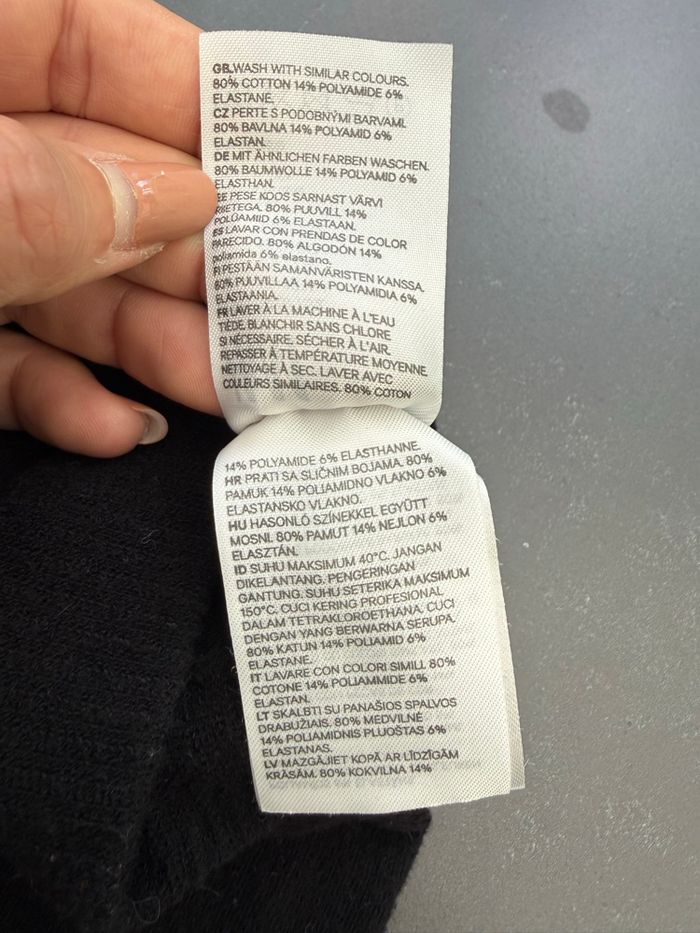 GB.WASH WITH SIMILAR COLOURS.
80% COTTON 14% POLYAMIDE 6%
ELASTANE.
CZ PERTE S PODOBNÝMI BARVAMI.
80% BAVLNA 14% POLYAMID 6%
ELASTAN.
DE MIT ÄHNLICHEN FARBEN WASCHEN.
80% BAUMWOLLE 14% POLYAMID 6%
ELASTHAN.
EE PESE KOOS SARNAST VÄRVI
RIIETEGA. 80% PUUVILL 14%
POLÜAMIID 6% ELASTAAN.
ES LAVAR CON PRENDAS DE COLOR
PARECIDO. 80% ALGODÓN 14%
poliamida 6% elastano.
FI PESTÄÄN SAMANVÄRISTEN KANSSA.
80% PUUVILLAA 14% POLYAMIDIA 6%
ELASTAANIA.
FR LAVER À LA MACHINE À L'EAU
TIÈDE. BLANCHIR SANS CHLORE
SI NÉCESSAIRE. SÉCHER À L'AIR.
REPASSER À TEMPÉRATURE MOYENNE.
NETTOYAGE À SEC. LAVER AVEC
COULEURS SIMILAIRES. 80% COTON
14% POLYAMIDE 6% ELASTHANNE.
HR PRATI SA SLIČNIM BOJAMA. 80%
PAMUK 14% POLIAMIDNO VLAKNO 6%
ELASTANSKO VLAKNO.
HU HASONLÓ SZÍNEKKEL EGYÜTT
MOSNI. 80% PAMUT 14% NEJLON 6%
ELASZTÁN.
ID SUHU MAKSIMUM 40°C. JANGAN
DIKELANTANG. PENGERINGAN
GANTUNG. SUHU SETERIKA MAKSIMUM
150°C. CUCI KERING PROFESIONAL
DALAM TETRAKLOROETHANA. CUCI
DENGAN YANG BERWARNA SERUPA.
80% KATUN 14% POLIAMID 6%
ELASTANE.
IT LAVARE CON COLORI SIMILI. 80%
COTONE 14% POLIAMMIDE 6%
ELASTAN.
LT SKALBTI SU PANAŠIOS SPALVOS
DRABUŽIAIS. 80% MEDVILNĖ
14% POLIAMIDNIS PLUOŠTAS 6%
ELASTANAS.
LV MAZGĀJIET KOPĀ AR LĪDZĪGĀM
KRĀSĀM. 80% KOKVILNA 14%